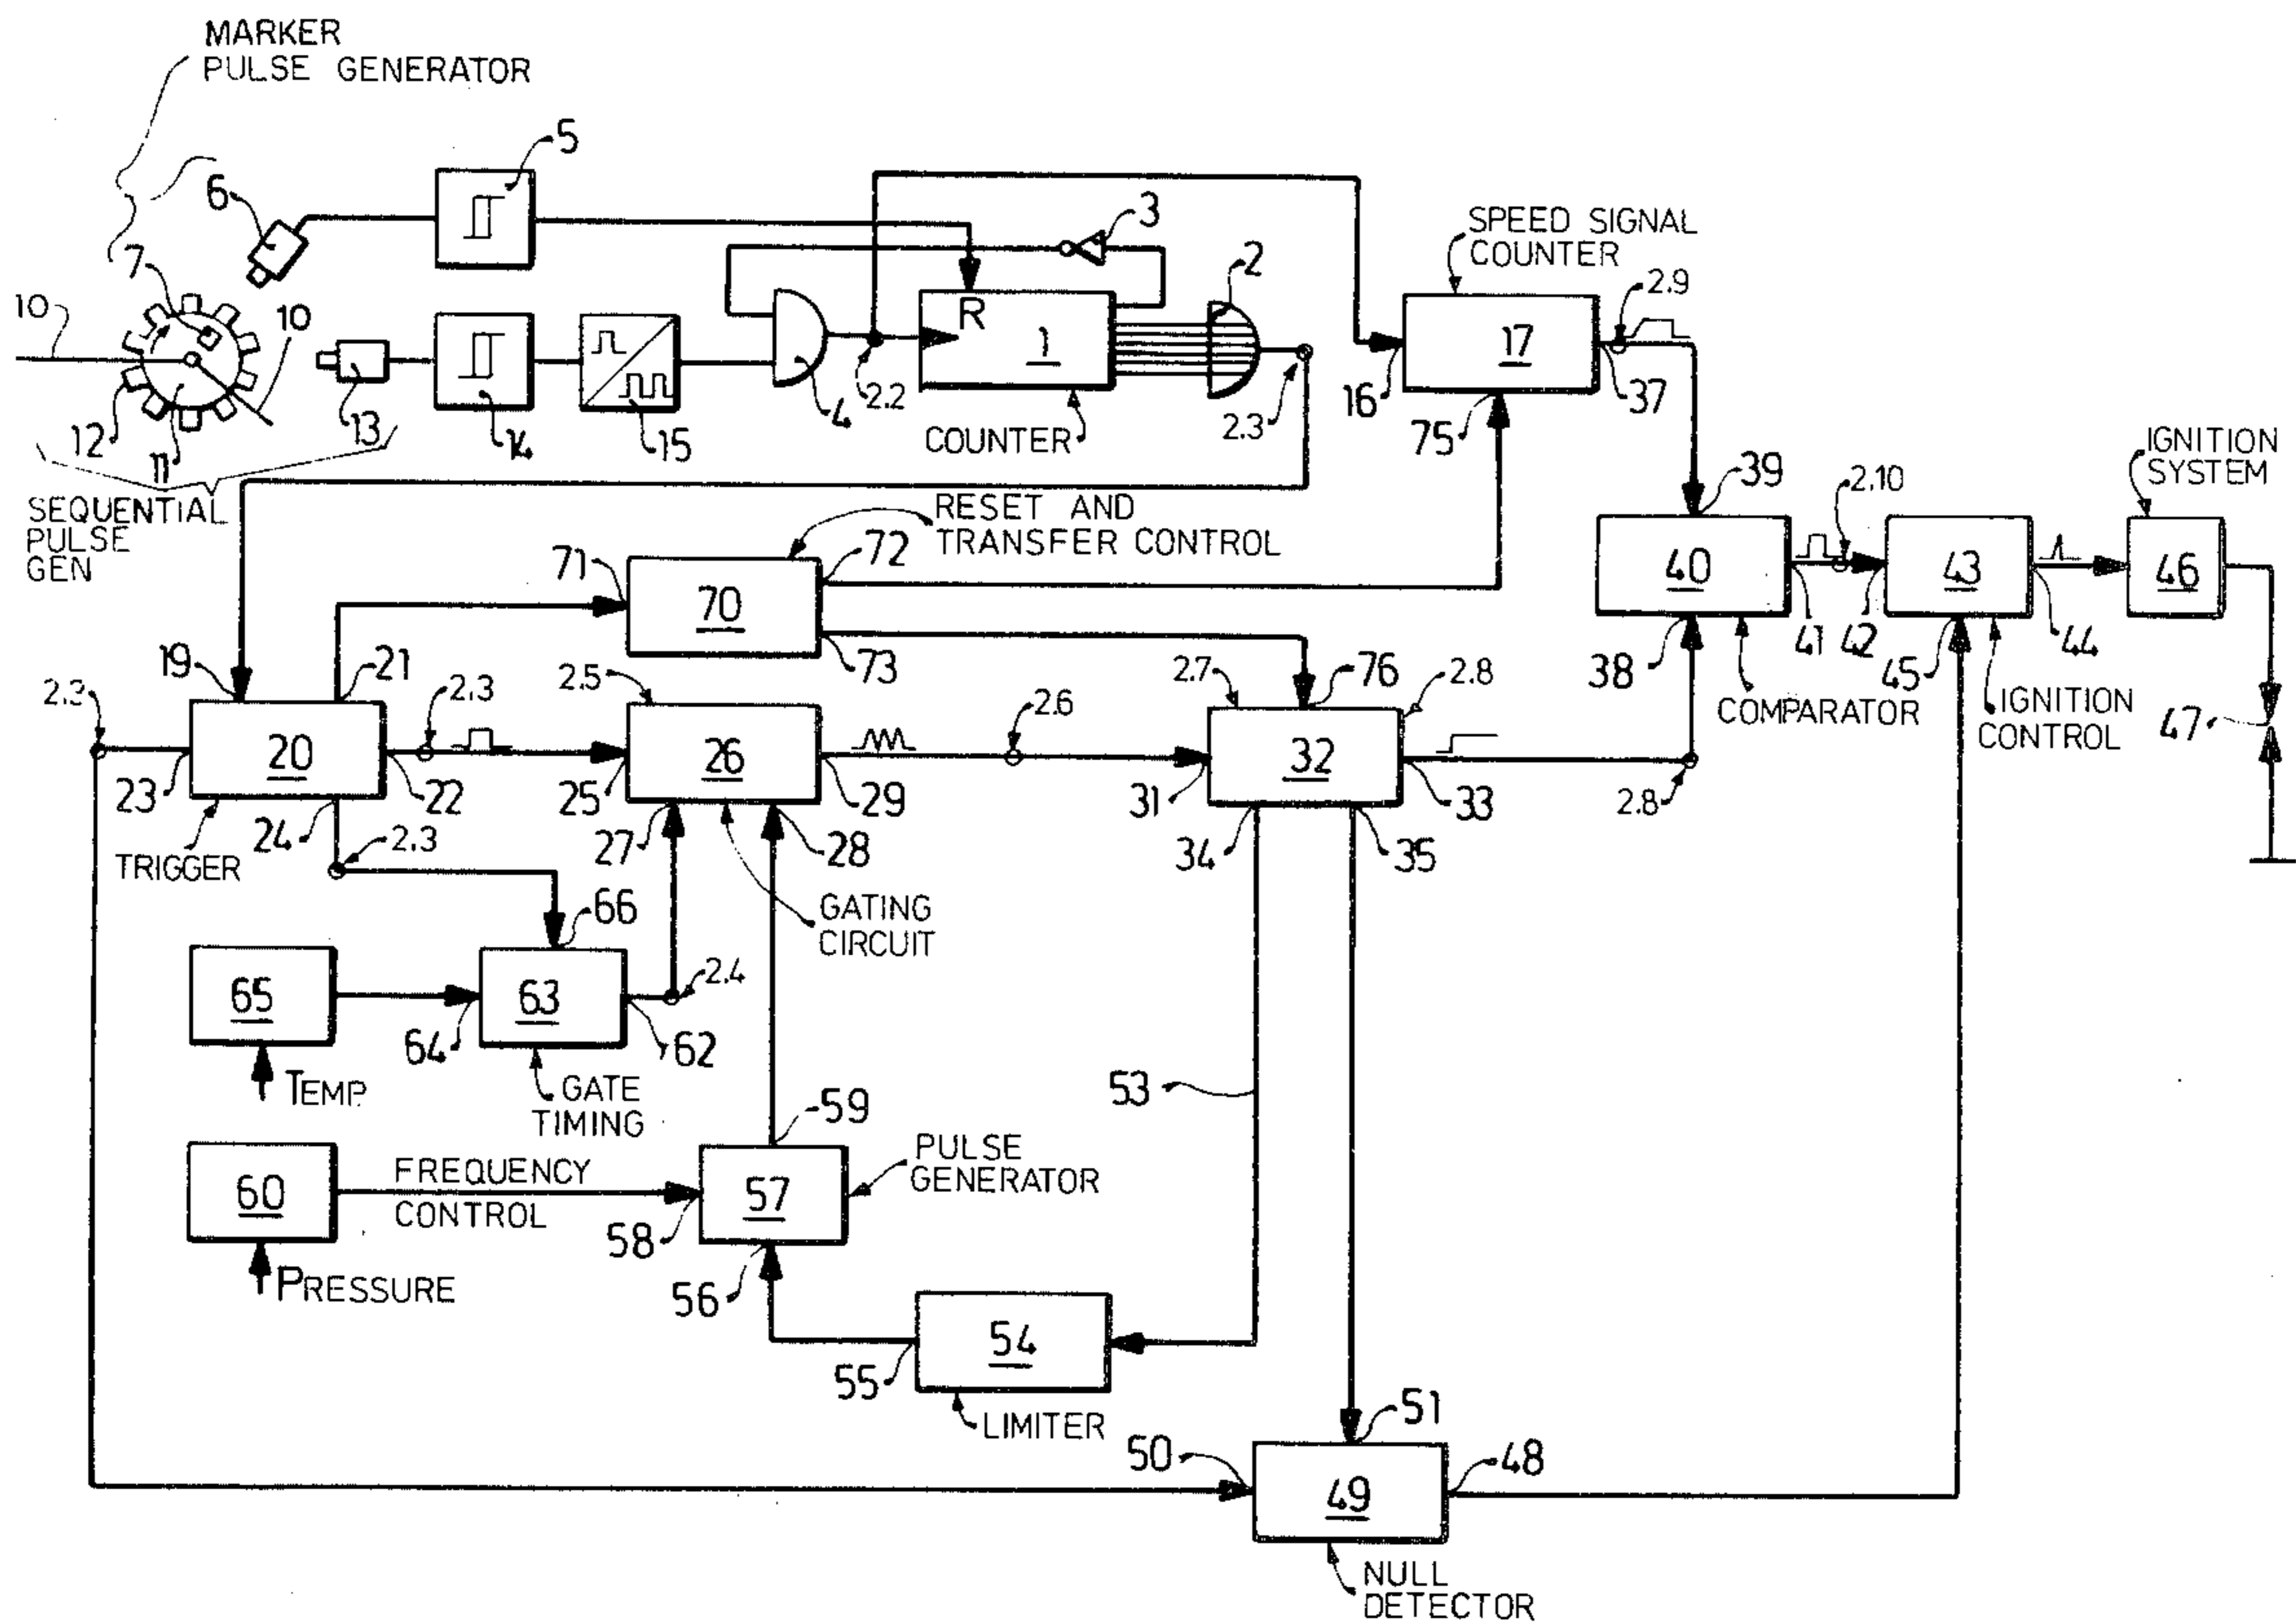 MARKER
PULSE GENERATOR
5
6
7
3
SPEED SIGNAL
COUNTER
2
2.9
10
10
R
1
17
13
14
15
4
2.2
16
37
12
11
COUNTER
2.3
75
IGNITION
SYSTEM
SEQUENTIAL
PULSE
GEN
RESET AND
TRANSFER CONTROL
39
2.10
71
72
70
40
43
46
73
41
42
44
38
45
19
21
2.3
2.3
2.5
76
2.7
2.8
2.6
COMPARATOR
IGNITION
CONTROL
47
20
26
32
23
22
25
29
31
33
2.8
24
2.3
27
28
34
35
TRIGGER
GATING
CIRCUIT
66
2.4
65
63
64
62
TEMP.
GATE
TIMING
53
59
PULSE
GENERATOR
FREQUENCY
CONTROL
60
57
58
PRESSURE
56
54
55
LIMITER
51
50
48
49
NULL
DETECTOR